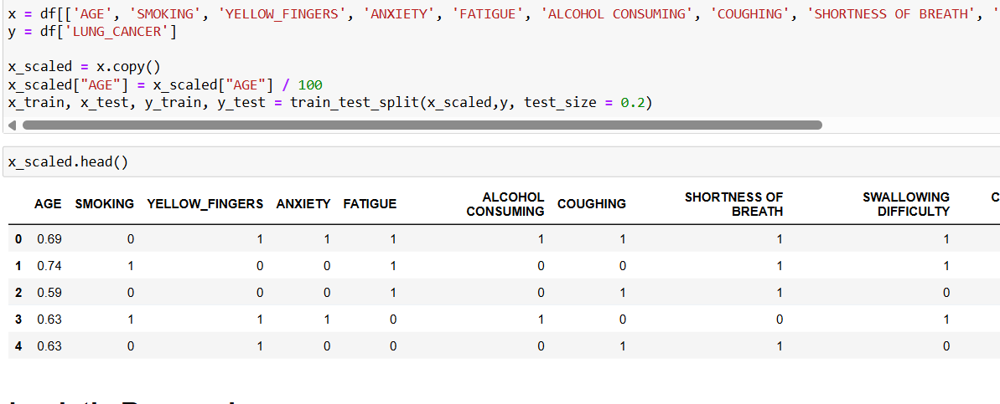 x = df[['AGE', 'SMOKING', 'YELLOW_FINGERS', 'ANXIETY', 'FATIGUE', 'ALCOHOL CONSUMING', 'COUGHING', 'SHORTNESS OF BREATH', '
y = df['LUNG_CANCER']
x_scaled = x.copy()
x_scaled["AGE"] = x_scaled["AGE"] / 100
x_train, x_test, y_train, y_test = train_test_split(x_scaled,y, test_size = 0.2)
x_scaled.head()
AGE SMOKING YELLOW_FINGERS ANXIETY FATIGUE ALCOHOL CONSUMING COUGHING SHORTNESS OF BREATH SWALLOWING DIFFICULTY C
0 0.69 0 1 1 1 1 1 1 1
1 0.74 1 0 0 1 0 0 1 1
2 0.59 0 0 0 1 0 1 1 0
3 0.63 1 1 1 0 1 0 0 1
4 0.63 0 1 0 0 0 1 1 0